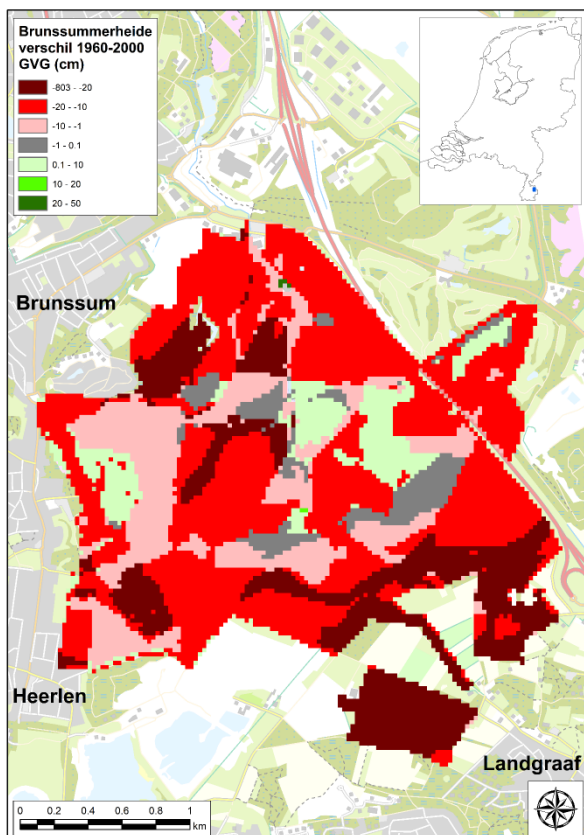 Brunssummerheide
verschil 1960-2000
GVG (cm)
-803 - -20
-20 - -10
-10 - -1
-1 - 0.1
0.1 - 10
10 - 20
20 - 50
Brunssum
Heerlen
Landgraaf
0 0.2 0.4 0.6 0.8 1
km